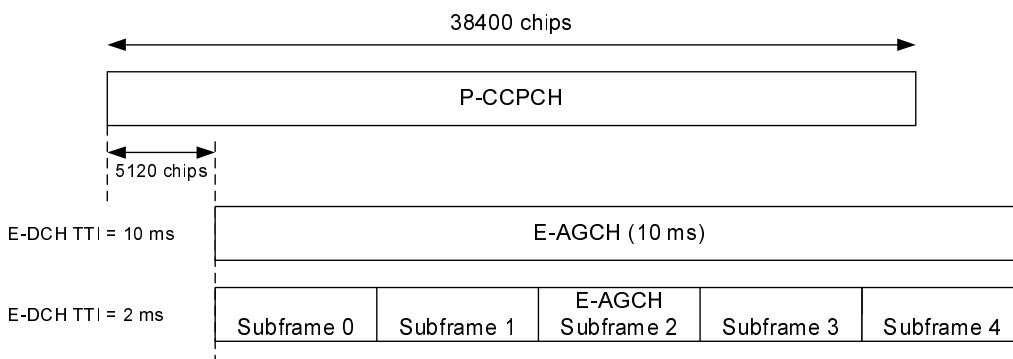 38400 chips
P-CCPCH
5120 chips
E-DCH TTI = 10 ms
E-AGCH (10 ms)
E-DCH TTI = 2 ms
E-AGCH
Subframe 0
Subframe 1
Subframe 2
Subframe 3
Subframe 4